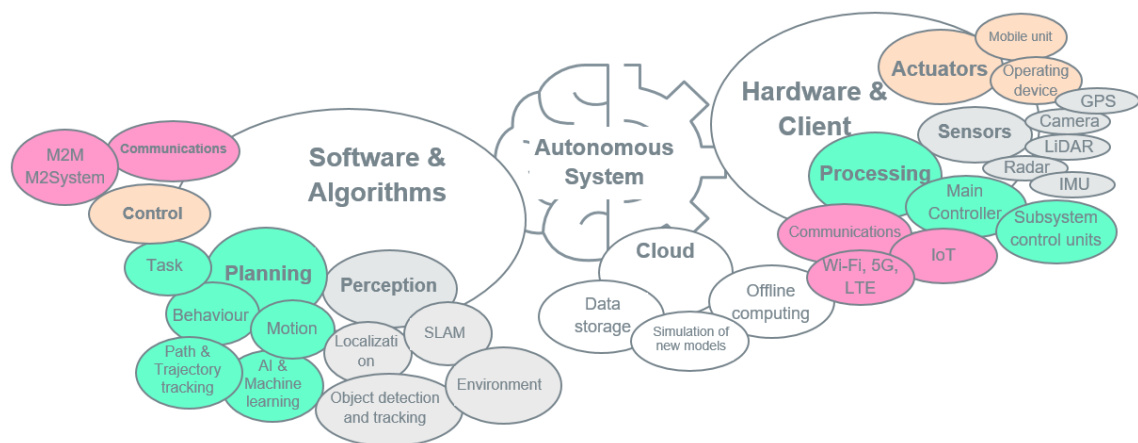 Mobile unit
Actuators
Operating
device
GPS
Hardware &
Client
Camera
Sensors
LiDAR
Radar
IMU
Processing
Main
Controller
Subsystem
control units
Communications
IoT
Wi-Fi, 5G,
LTE
Autonomous
System
Cloud
Data
storage
Offline
computing
Simulation of
new models
Software &
Algorithms
Communications
M2M
M2System
Control
Task
Planning
Behaviour
Motion
Path &
Trajectory
tracking
AI &
Machine
learning
Perception
Localizati
on
SLAM
Environment
Object detection
and tracking